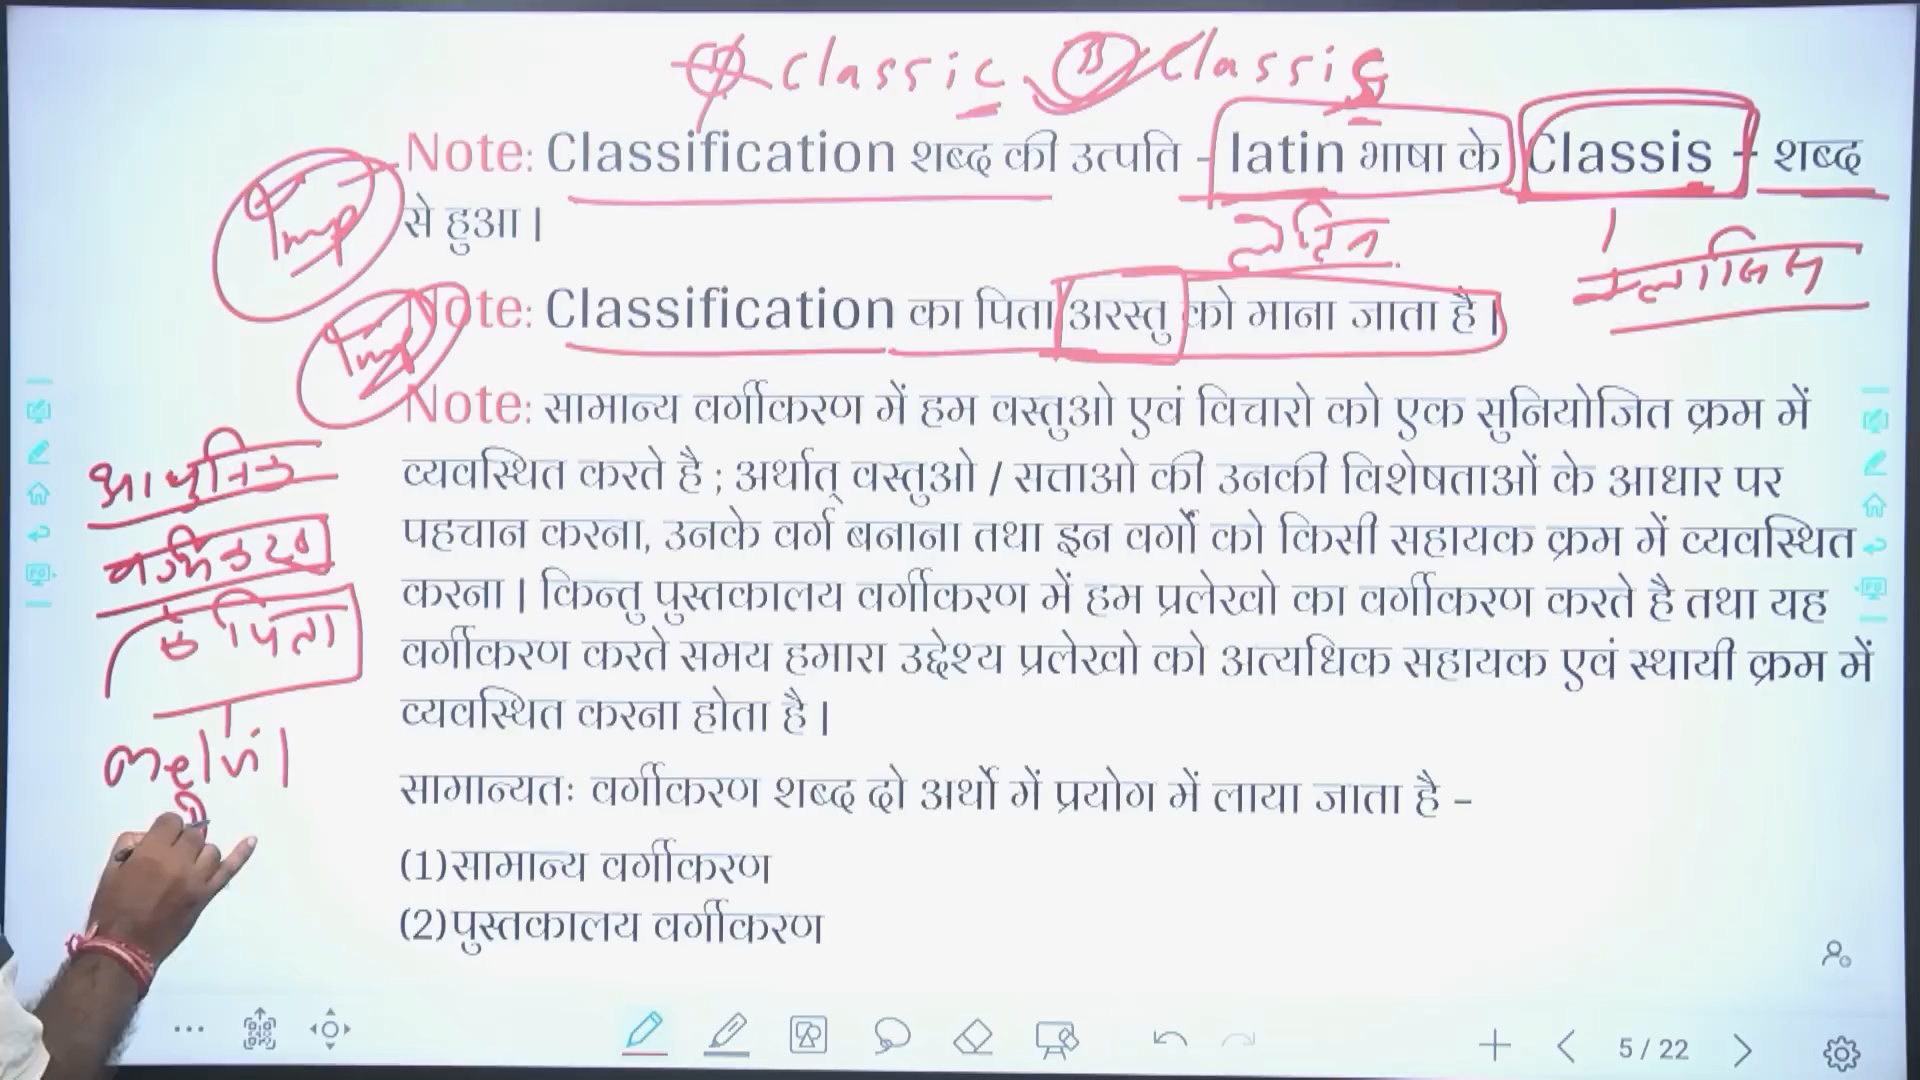 Classic Classis
Note: Classification शब्द की उत्पति - latin भाषा के Classis - शब्द
से हुआ।
Imp
लेटिन
क्लासिस
Note: Classification का पिता अरस्तु को माना जाता है।
Imp
Note: सामान्य वर्गीकरण में हम वस्तुओ एवं विचारो को एक सुनियोजित क्रम में
व्यवस्थित करते है ; अर्थात् वस्तुओ / सत्ताओ की उनकी विशेषताओं के आधार पर
पहचान करना, उनके वर्ग बनाना तथा इन वर्गों को किसी सहायक क्रम में व्यवस्थित
करना। किन्तु पुस्तकालय वर्गीकरण में हम प्रलेखो का वर्गीकरण करते है तथा यह
वर्गीकरण करते समय हमारा उद्देश्य प्रलेखो को अत्यधिक सहायक एवं स्थायी क्रम में
व्यवस्थित करना होता है।
आधुनिक
वर्गीकरण
के पिता
melvil
सामान्यतः वर्गीकरण शब्द दो अर्थो में प्रयोग में लाया जाता है –
(1)सामान्य वर्गीकरण
(2)पुस्तकालय वर्गीकरण
5 / 22